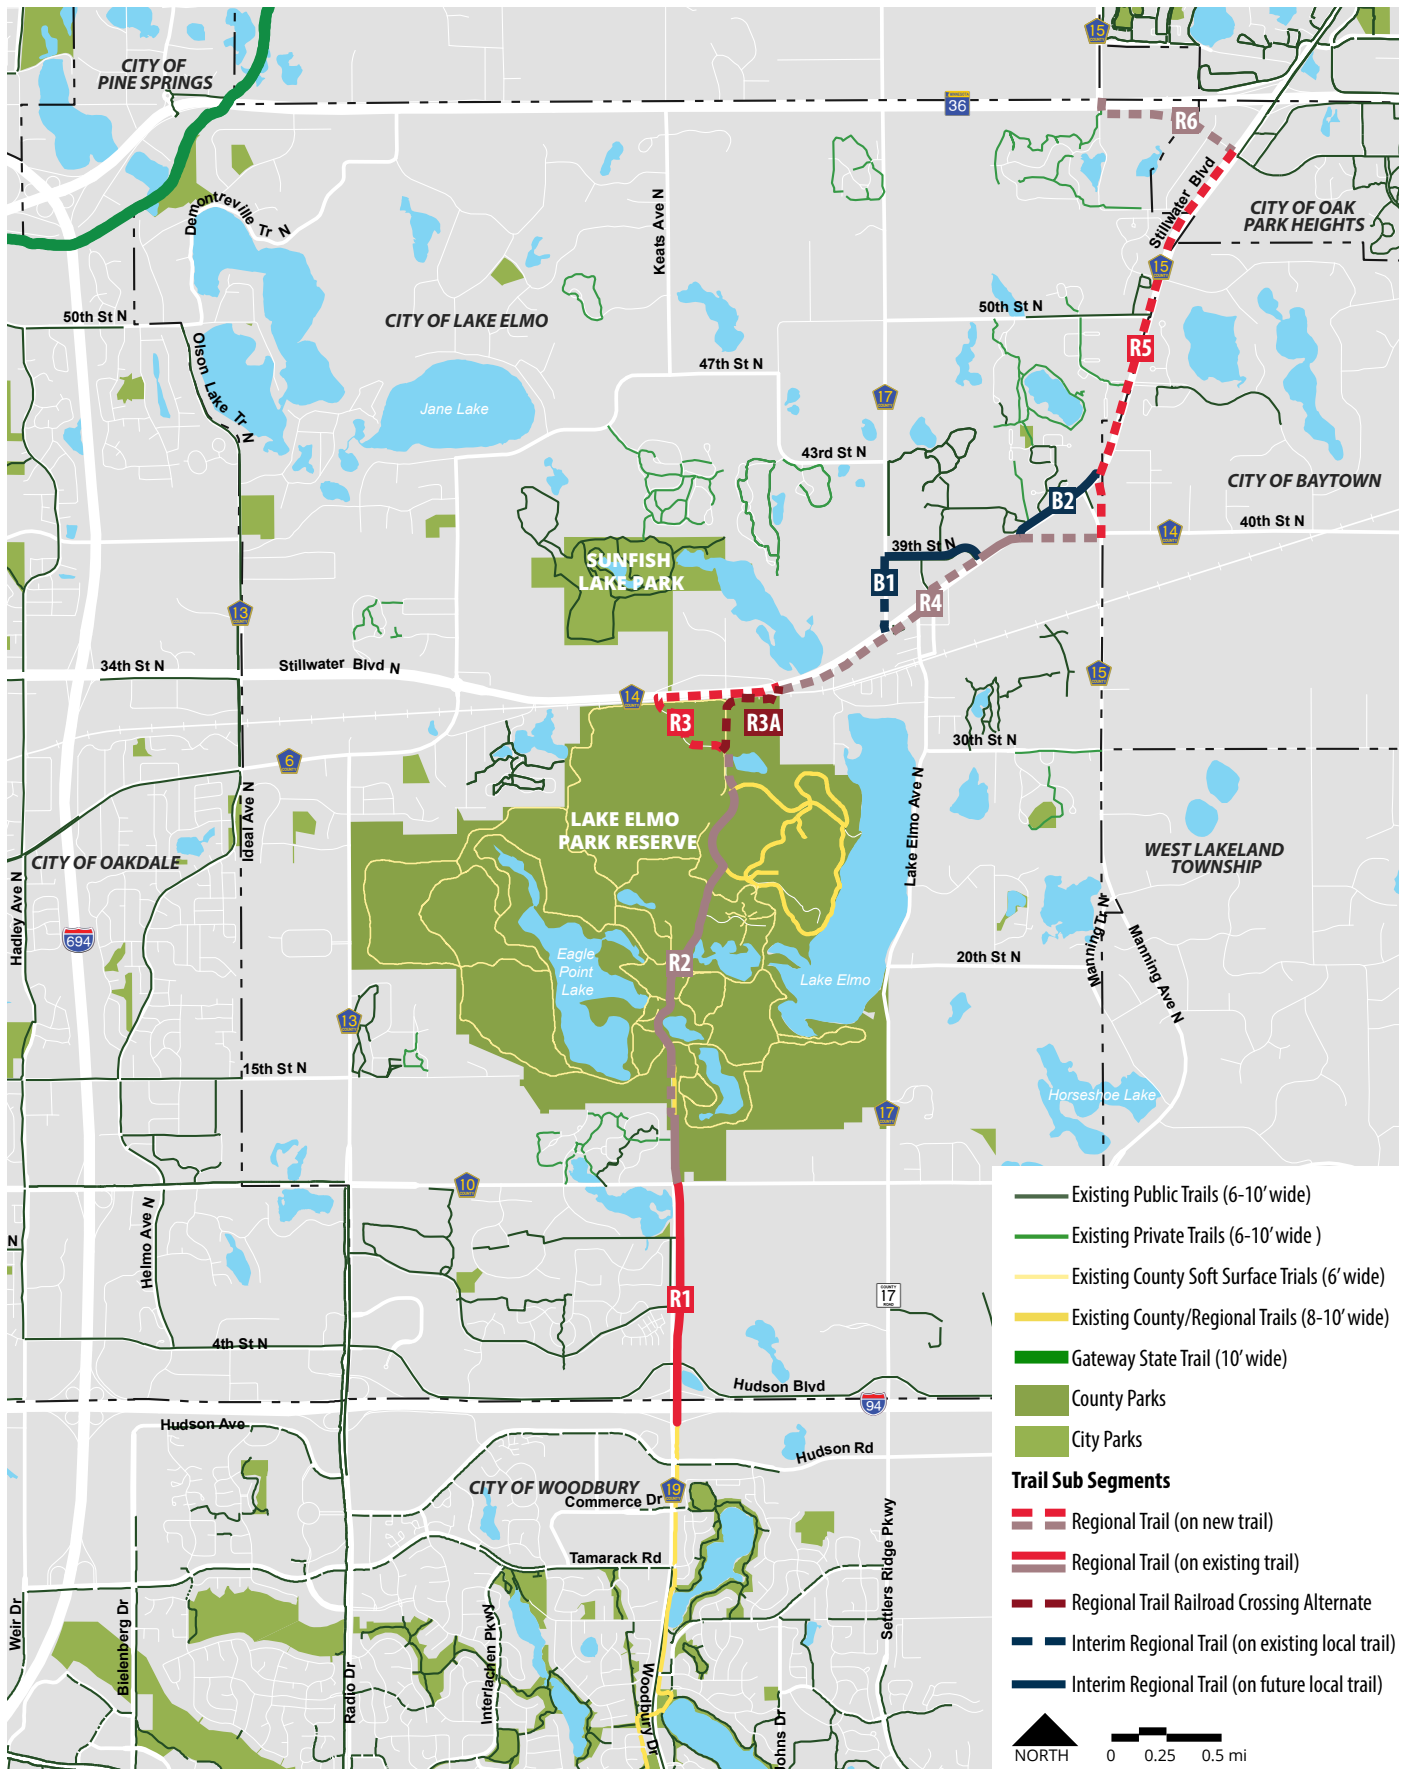 CITY OF
PINE SPRINGS
15
MINNESOTA
36
R6
Stillwater Blvd
CITY OF OAK
PARK HEIGHTS
Demontreville Tr N
Keats Ave N
15
50th St N
CITY OF LAKE ELMO
50th St N
R5
Olson Lake Tr N
47th St N
Jane Lake
17
43rd St N
CITY OF BAYTOWN
B2
14
40th St N
39th St N
SUNFISH
LAKE PARK
B1
R4
13
34th St N
Stillwater Blvd N
14
15
R3
R3A
30th St N
6
Ideal Ave N
LAKE ELMO
PARK RESERVE
Lake Elmo Ave N
CITY OF OAKDALE
WEST LAKELAND
TOWNSHIP
Hadley Ave N
694
Manning Tr N
Manning Ave N
Eagle
Point
Lake
R2
Lake Elmo
20th St N
13
15th St N
Horseshoe Lake
17
10
Helmo Ave N
N
R1
COUNTY
17
ROAD
4th St N
Hudson Blvd
94
Hudson Ave
Hudson Rd
CITY OF WOODBURY
19
Commerce Dr
Tamarack Rd
Settlers Ridge Pkwy
Weir Dr
Bielenberg Dr
Radio Dr
Interlachen Pkwy
Woodbury Dr
Johns Dr
Existing Public Trails (6-10' wide)
Existing Private Trails (6-10' wide )
Existing County Soft Surface Trials (6' wide)
Existing County/Regional Trails (8-10' wide)
Gateway State Trail (10' wide)
County Parks
City Parks
Trail Sub Segments
Regional Trail (on new trail)
Regional Trail (on existing trail)
Regional Trail Railroad Crossing Alternate
Interim Regional Trail (on existing local trail)
Interim Regional Trail (on future local trail)
NORTH
0 0.25 0.5 mi